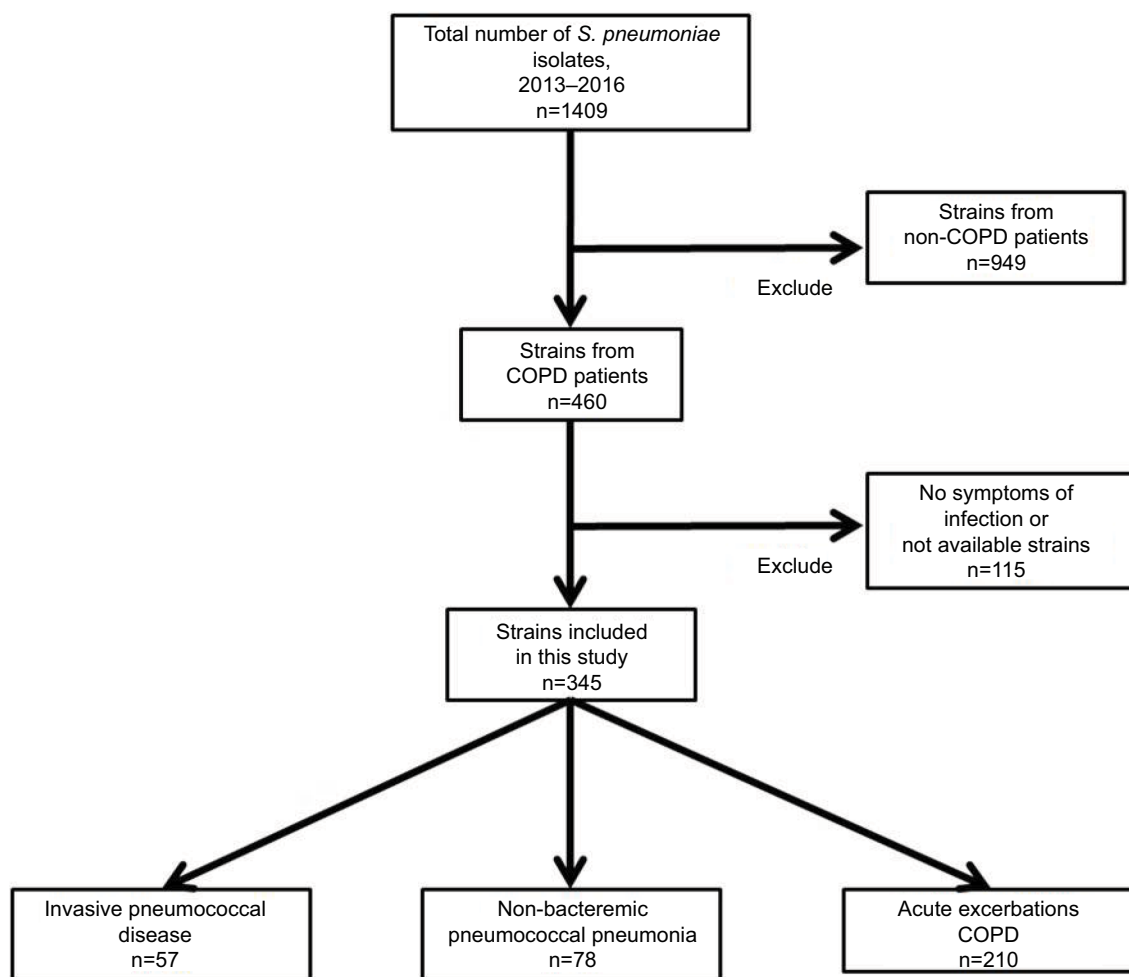 Total number of S. pneumoniae
isolates,
2013–2016
n=1409
Strains from
non-COPD patients
n=949
Exclude
Strains from
COPD patients
n=460
No symptoms of
infection or
not available strains
n=115
Exclude
Strains included
in this study
n=345
Invasive pneumococcal
disease
n=57
Non-bacteremic
pneumococcal pneumonia
n=78
Acute excerbations
COPD
n=210